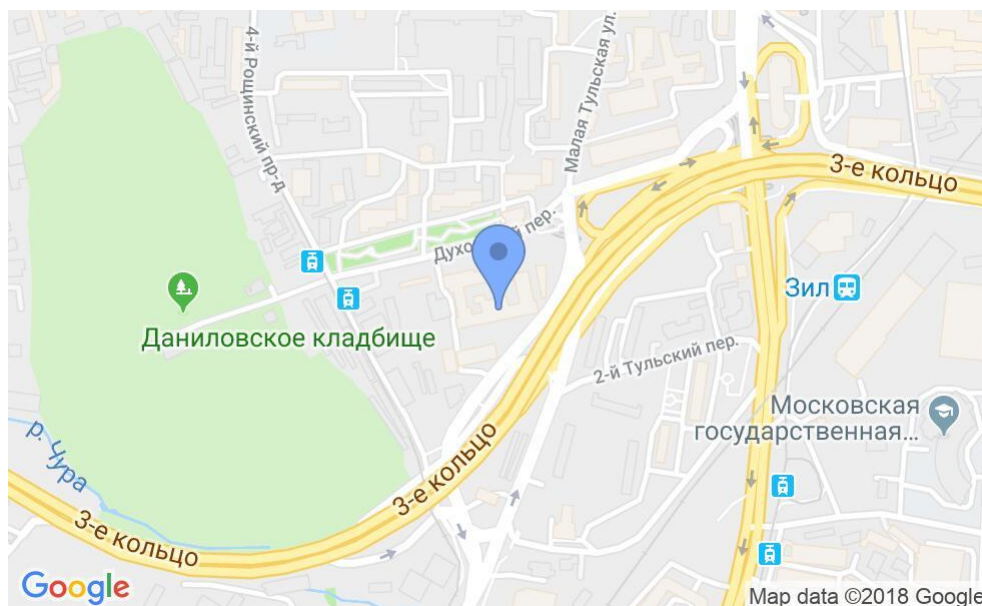 4-й Рощинский пр-д
Малая Тульская ул.
3-е кольцо
Духо
й пер.
Зил
Даниловское кладбище
2-й Тульский пер.
Московская
государственная...
р. Чура
3-е кольцо
3-е кольцо
Google
Map data ©2018 Google